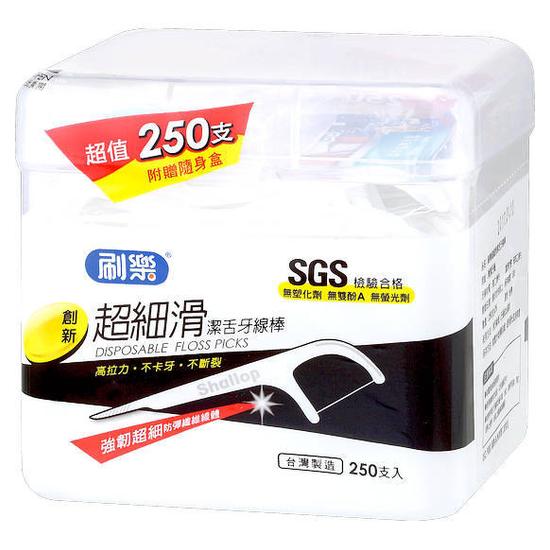 超值250支
附贈隨身盒
刷樂®
SGS 檢驗合格
無塑化劑 無雙酚A 無螢光劑
創新
超細滑潔舌牙線棒
DISPOSABLE FLOSS PICKS
高拉力・不卡牙・不斷裂
Shallop
強韌超細防彈纖維線體
台灣製造 250支入